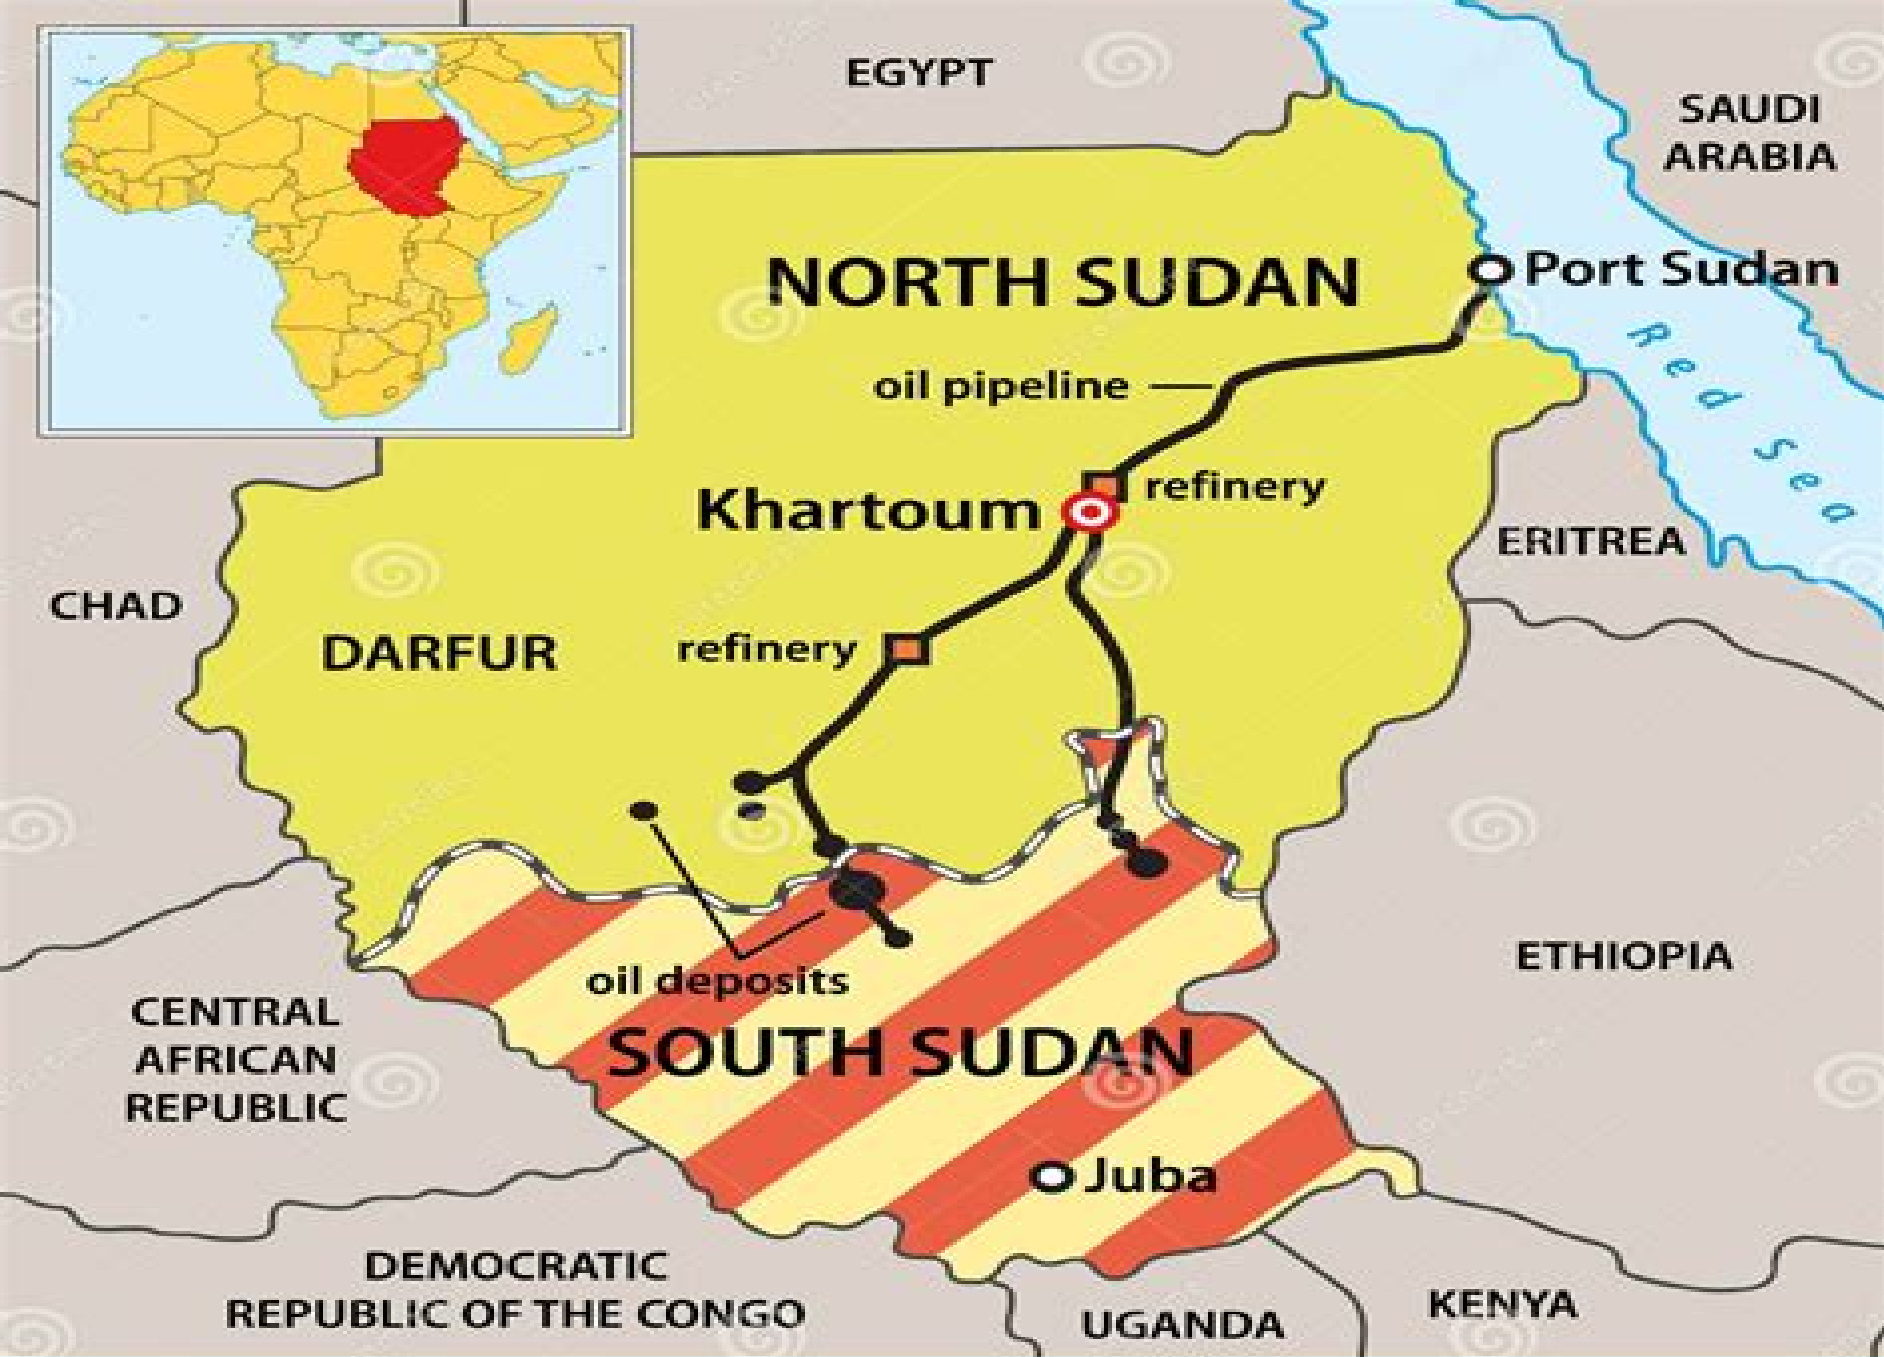 EGYPT
SAUDI
ARABIA
NORTH SUDAN
Port Sudan
Red Sea
oil pipeline
refinery
Khartoum
ERITREA
CHAD
DARFUR
refinery
ETHIOPIA
oil deposits
CENTRAL
AFRICAN
REPUBLIC
SOUTH SUDAN
Juba
DEMOCRATIC
REPUBLIC OF THE CONGO
UGANDA
KENYA